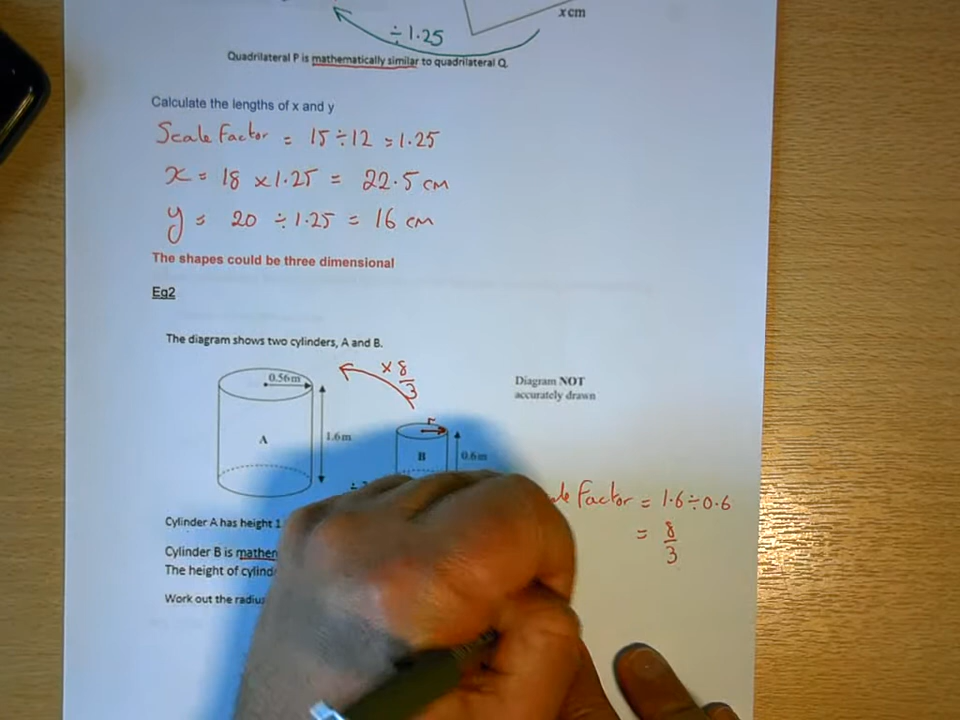 x cm
÷ 1.25
Quadrilateral P is mathematically similar to quadrilateral Q.
Calculate the lengths of x and y
Scale Factor = 15 ÷ 12 = 1.25
x = 18 × 1.25 = 22.5 cm
y = 20 ÷ 1.25 = 16 cm
The shapes could be three dimensional
Eg2
The diagram shows two cylinders, A and B.
× 8/3
0.56m
Diagram NOT
accurately drawn
r
A
1.6m
B
0.6m
Factor = 1.6 ÷ 0.6
= 8/3
Cylinder A has height 1
Cylinder B is mathen
The height of cylind
Work out the radiu